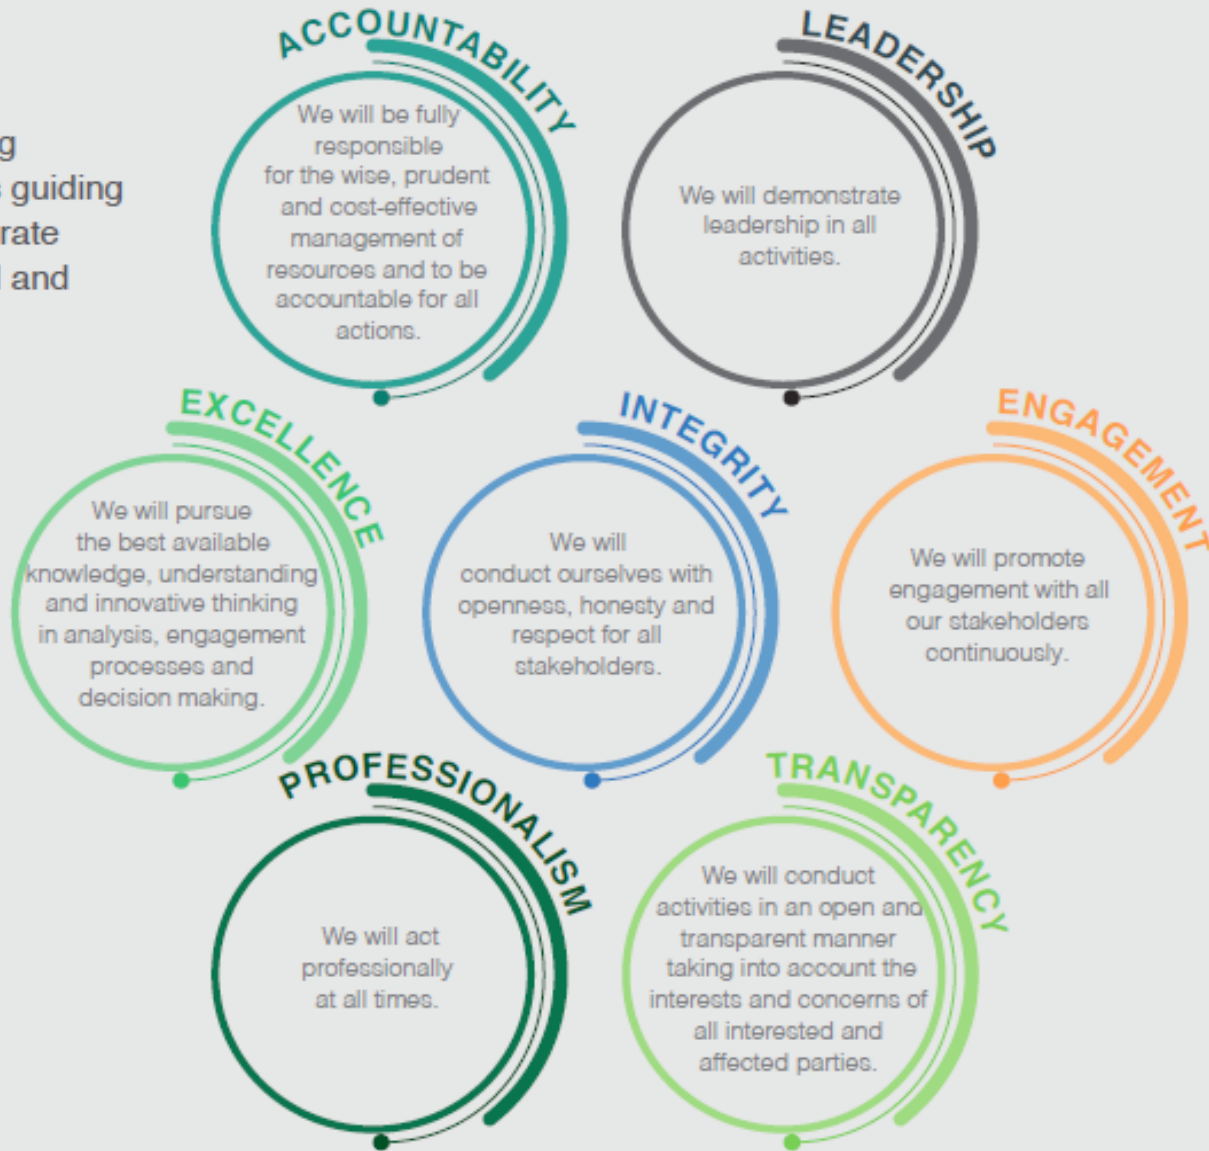 g
guiding
rate
and
ACCOUNTABILITY
We will be fully
responsible
for the wise, prudent
and cost-effective
management of
resources and to be
accountable for all
actions.
LEADERSHIP
We will demonstrate
leadership in all
activities.
EXCELLENCE
We will pursue
the best available
knowledge, understanding
and innovative thinking
in analysis, engagement
processes and
decision making.
INTEGRITY
We will
conduct ourselves with
openness, honesty and
respect for all
stakeholders.
ENGAGEMENT
We will promote
engagement with all
our stakeholders
continuously.
PROFESSIONALISM
We will act
professionally
at all times.
TRANSPARENCY
We will conduct
activities in an open and
transparent manner
taking into account the
interests and concerns of
all interested and
affected parties.